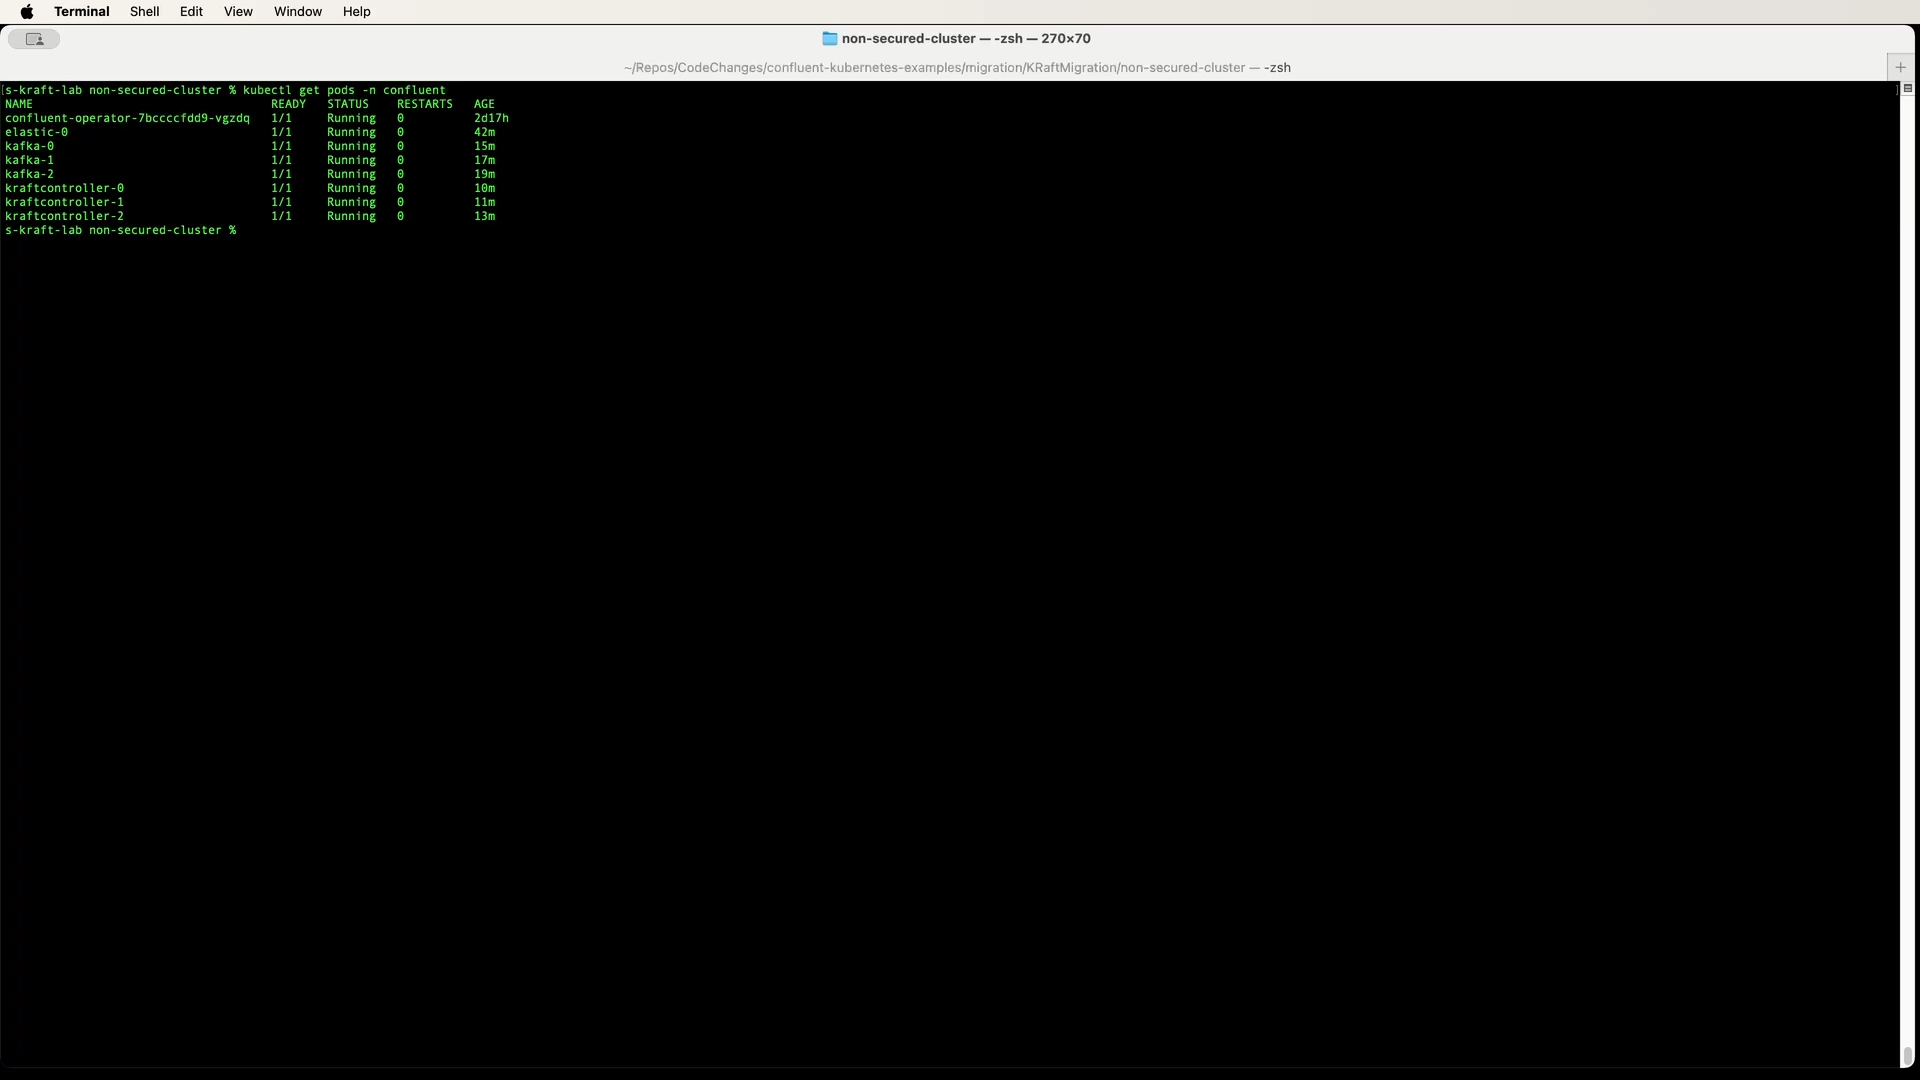 Terminal Shell Edit View Window Help
non-secured-cluster — -zsh — 270×70
~/Repos/CodeChanges/confluent-kubernetes-examples/migration/KRaftMigration/non-secured-cluster — -zsh
[s-kraft-lab non-secured-cluster % kubectl get pods -n confluent ]
NAME READY STATUS RESTARTS AGE
confluent-operator-7bccccfdd9-vgzdq 1/1 Running 0 2d17h
elastic-0 1/1 Running 0 42m
kafka-0 1/1 Running 0 15m
kafka-1 1/1 Running 0 17m
kafka-2 1/1 Running 0 19m
kraftcontroller-0 1/1 Running 0 10m
kraftcontroller-1 1/1 Running 0 11m
kraftcontroller-2 1/1 Running 0 13m
s-kraft-lab non-secured-cluster %